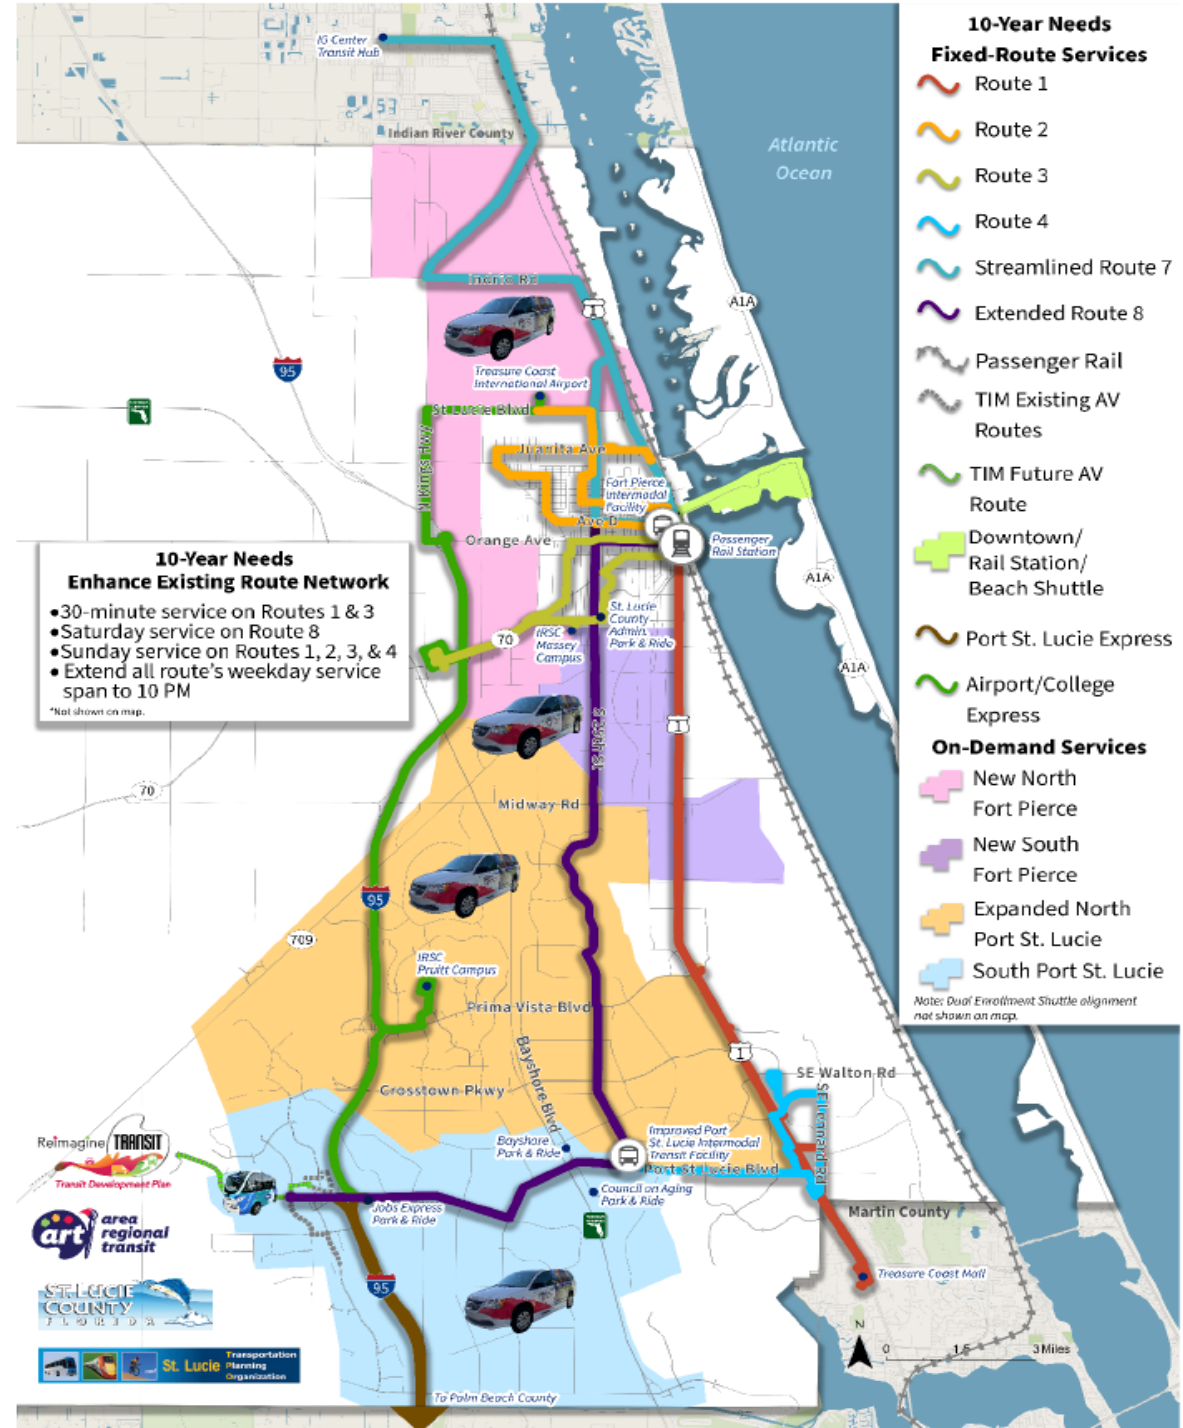 IG Center
Transit Hub
Indian River County
Atlantic
Ocean
Indrio Rd
1
A1A
95
Treasure Coast
International Airport
St Lucie Blvd
N Kings Hwy
Juanita Ave
Fort Pierce
Intermodal
Facility
Ave D
Orange Ave
Passenger
Rail Station
A1A
10-Year Needs
Enhance Existing Route Network
•30-minute service on Routes 1 & 3
•Saturday service on Route 8
•Sunday service on Routes 1, 2, 3, & 4
• Extend all route's weekday service
span to 10 PM
*Not shown on map.
70
IRSC
Massey
Campus
St. Lucie
County
Admin.
Park & Ride
A1A
1
S 25th St
70
Midway Rd
95
709
IRSC
Pruitt Campus
Prima Vista Blvd
Bayshore Blvd
1
SE Walton Rd
SE Lennard Rd
Crosstown Pkwy
Bayshore
Park & Ride
Improved Port
St. Lucie Intermodal
Transit Facility
Port St Lucie Blvd
Council on Aging
Park & Ride
Jobs Express
Park & Ride
Martin County
Treasure Coast Mall
95
To Palm Beach County
N
0 1.5 3 Miles
Reimagine TRANSIT
Transit Development Plan
art area
regional
transit
ST. LUCIE
COUNTY
FLORIDA
St. Lucie Transportation
Planning
Organization
10-Year Needs
Fixed-Route Services
Route 1
Route 2
Route 3
Route 4
Streamlined Route 7
Extended Route 8
Passenger Rail
TIM Existing AV
Routes
TIM Future AV
Route
Downtown/
Rail Station/
Beach Shuttle
Port St. Lucie Express
Airport/College
Express
On-Demand Services
New North
Fort Pierce
New South
Fort Pierce
Expanded North
Port St. Lucie
South Port St. Lucie
Note: Dual Enrollment Shuttle alignment
not shown on map.